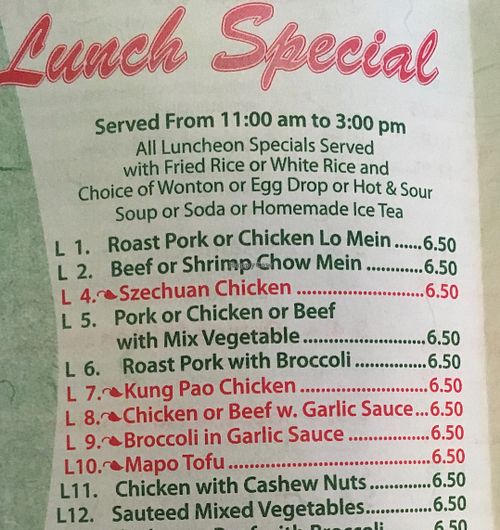 Lunch Special
Served From 11:00 am to 3:00 pm
All Luncheon Specials Served
with Fried Rice or White Rice and
Choice of Wonton or Egg Drop or Hot & Sour
Soup or Soda or Homemade Ice Tea
L 1. Roast Pork or Chicken Lo Mein ......6.50
L 2. Beef or Shrimp Chow Mein ............6.50
L 4. Szechuan Chicken ...........................6.50
L 5. Pork or Chicken or Beef
with Mix Vegetable..........................6.50
L 6. Roast Pork with Broccoli ................6.50
L 7. Kung Pao Chicken ...........................6.50
L 8. Chicken or Beef w. Garlic Sauce...6.50
L 9. Broccoli in Garlic Sauce .................6.50
L10. Mapo Tofu ..........................................6.50
L11. Chicken with Cashew Nuts..............6.50
L12. Sauteed Mixed Vegetables..............6.50
Beef with Broccoli 6.50